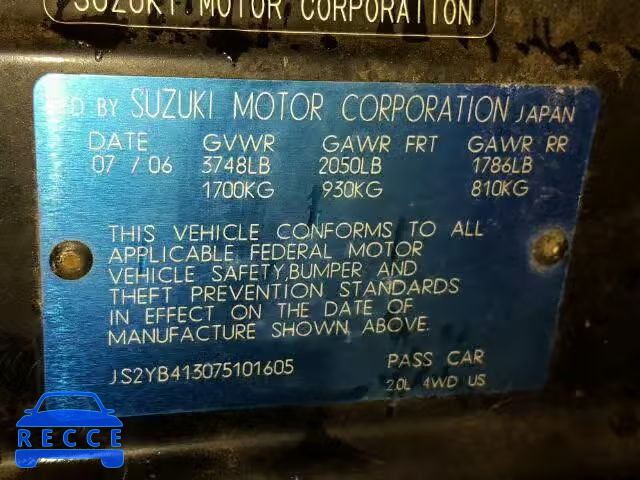 SUZUKI MOTOR CORPORATION
BY SUZUKI MOTOR CORPORATION JAPAN
DATE GVWR GAWR FRT GAWR RR
07 / 06 3748LB 2050LB 1786LB
1700KG 930KG 810KG
THIS VEHICLE CONFORMS TO ALL
APPLICABLE FEDERAL MOTOR
VEHICLE SAFETY,BUMPER AND
THEFT PREVENTION STANDARDS
IN EFFECT ON THE DATE OF
MANUFACTURE SHOWN ABOVE.
JS2YB413075101605 PASS CAR
2.0L 4WD US
RECCE